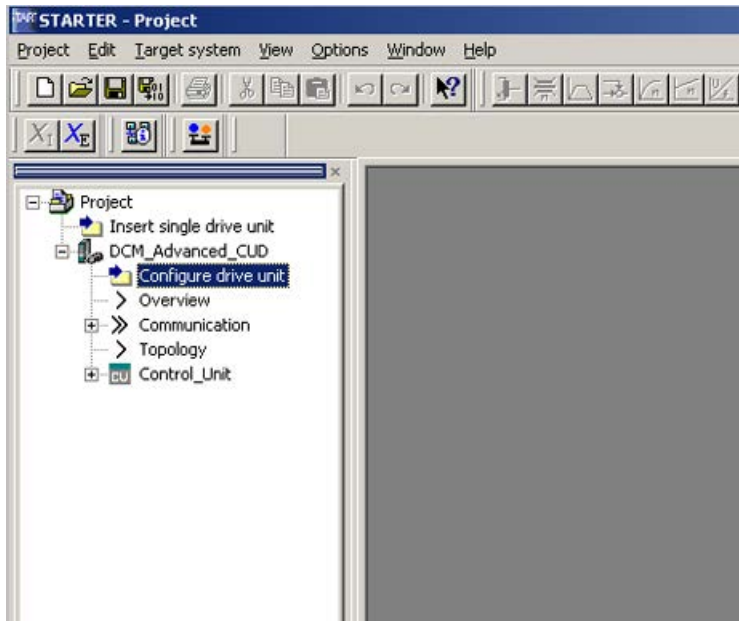 STARTER - Project
Project Edit Target system View Options Window Help
Project
Insert single drive unit
DCM_Advanced_CUD
Configure drive unit
Overview
Communication
Topology
Control_Unit